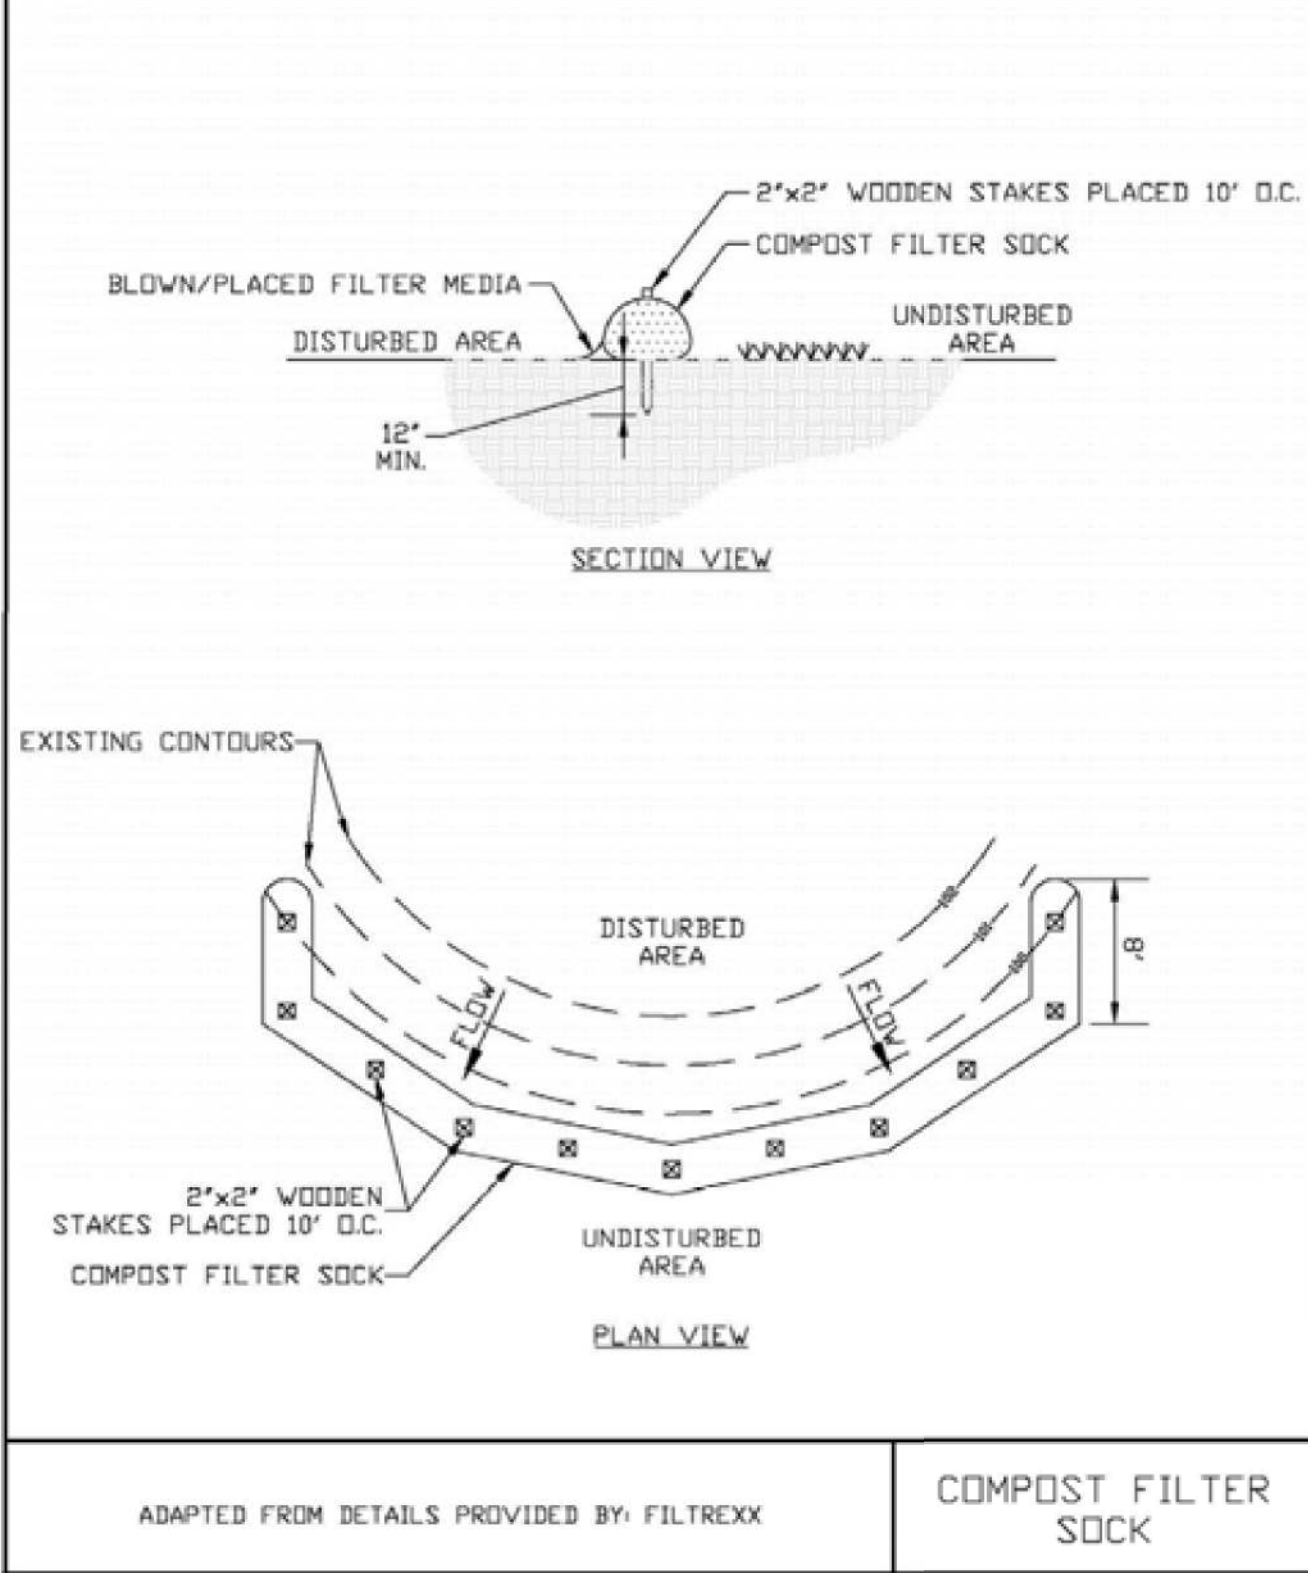 2"x2" WOODEN STAKES PLACED 10' O.C.
COMPOST FILTER SOCK
BLOWN/PLACED FILTER MEDIA
UNDISTURBED
AREA
DISTURBED AREA
12"
MIN.
SECTION VIEW
EXISTING CONTOURS
DISTURBED
AREA
FLOW
FLOW
8'
2"x2" WOODEN
STAKES PLACED 10' O.C.
COMPOST FILTER SOCK
UNDISTURBED
AREA
PLAN VIEW
ADAPTED FROM DETAILS PROVIDED BY: FILTREXX
COMPOST FILTER
SOCK